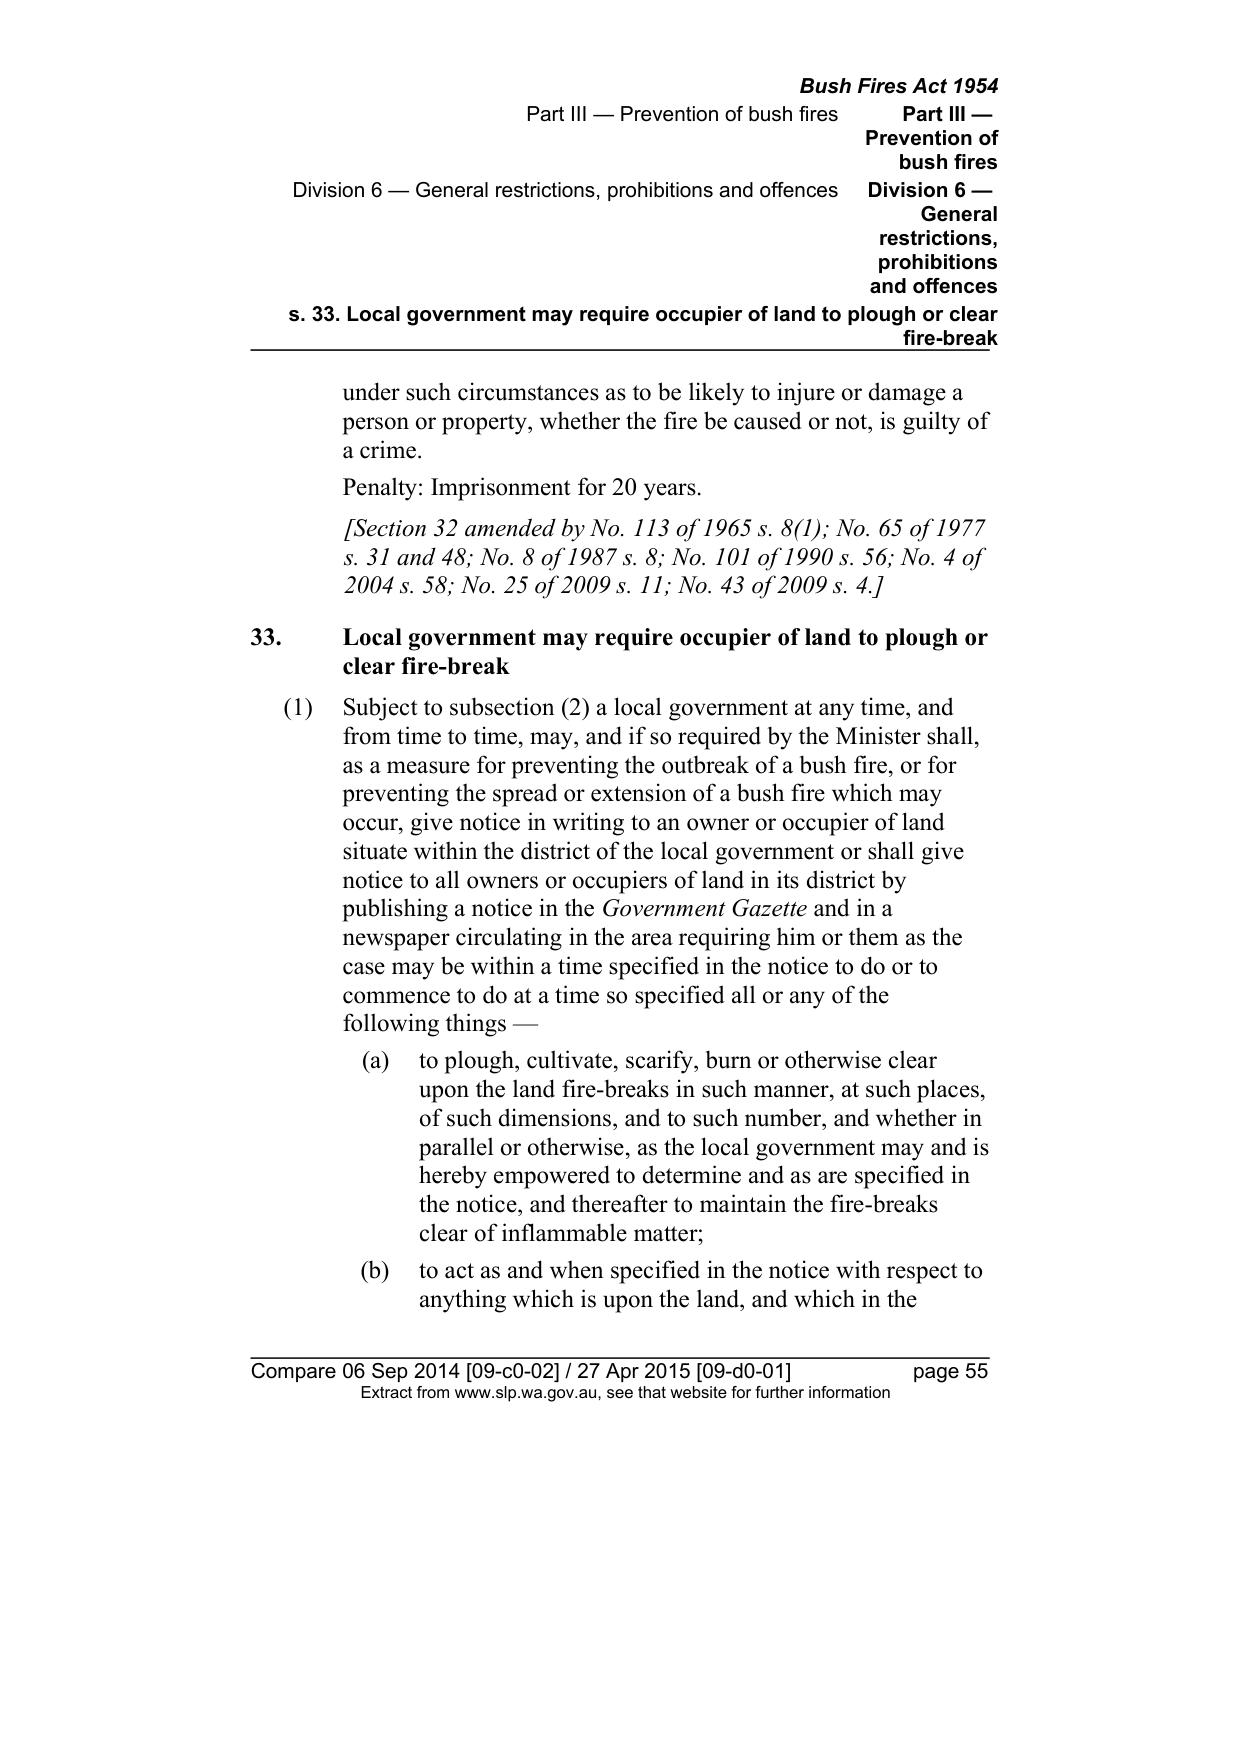 Bush Fires Act 1954
Part III — Prevention of bush fires Part III —
Prevention of
bush fires
Division 6 — General restrictions, prohibitions and offences Division 6 —
General
restrictions,
prohibitions
and offences
s. 33. Local government may require occupier of land to plough or clear
fire-break
under such circumstances as to be likely to injure or damage a
person or property, whether the fire be caused or not, is guilty of
a crime.
Penalty: Imprisonment for 20 years.
[Section 32 amended by No. 113 of 1965 s. 8(1); No. 65 of 1977
s. 31 and 48; No. 8 of 1987 s. 8; No. 101 of 1990 s. 56; No. 4 of
2004 s. 58; No. 25 of 2009 s. 11; No. 43 of 2009 s. 4.]
33. Local government may require occupier of land to plough or
clear fire-break
(1) Subject to subsection (2) a local government at any time, and
from time to time, may, and if so required by the Minister shall,
as a measure for preventing the outbreak of a bush fire, or for
preventing the spread or extension of a bush fire which may
occur, give notice in writing to an owner or occupier of land
situate within the district of the local government or shall give
notice to all owners or occupiers of land in its district by
publishing a notice in the Government Gazette and in a
newspaper circulating in the area requiring him or them as the
case may be within a time specified in the notice to do or to
commence to do at a time so specified all or any of the
following things —
(a) to plough, cultivate, scarify, burn or otherwise clear
upon the land fire-breaks in such manner, at such places,
of such dimensions, and to such number, and whether in
parallel or otherwise, as the local government may and is
hereby empowered to determine and as are specified in
the notice, and thereafter to maintain the fire-breaks
clear of inflammable matter;
(b) to act as and when specified in the notice with respect to
anything which is upon the land, and which in the
Compare 06 Sep 2014 [09-c0-02] / 27 Apr 2015 [09-d0-01] page 55
Extract from www.slp.wa.gov.au, see that website for further information